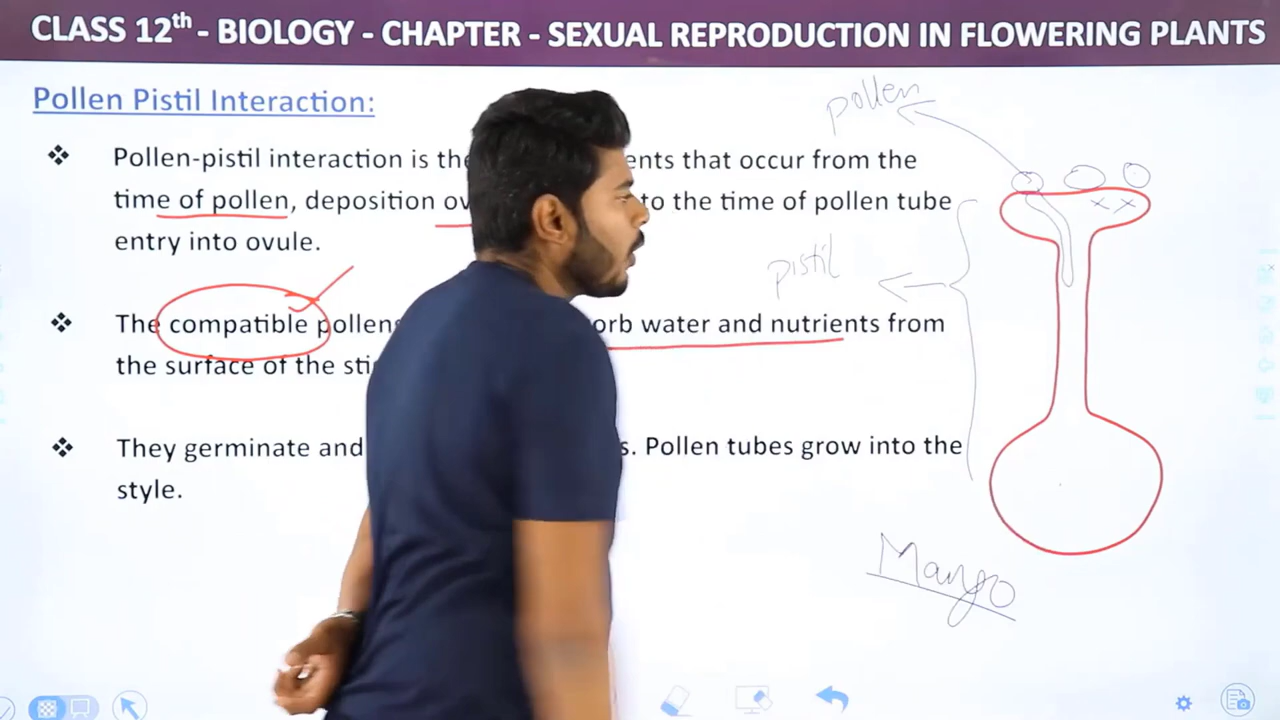 CLASS 12th - BIOLOGY - CHAPTER - SEXUAL REPRODUCTION IN FLOWERING PLANTS
Pollen Pistil Interaction:
Pollen-pistil interaction is the ents that occur from the
time of pollen, deposition ov to the time of pollen tube
entry into ovule.
The compatible pollens orb water and nutrients from
the surface of the sti
They germinate and s. Pollen tubes grow into the
style.
pollen
pistil
Mango